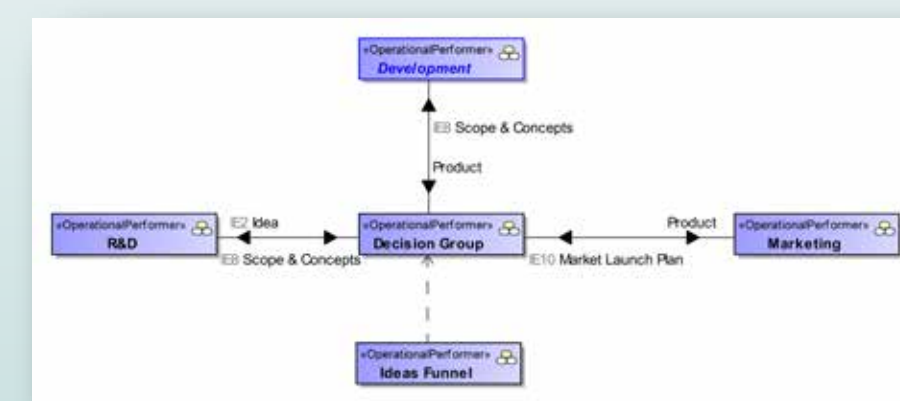 «OperationalPerformer»
Development
IE8 Scope & Concepts
Product
«OperationalPerformer»
R&D
IE2 Idea
IE8 Scope & Concepts
«OperationalPerformer»
Decision Group
Product
IE10 Market Launch Plan
«OperationalPerformer»
Marketing
«OperationalPerformer»
Ideas Funnel